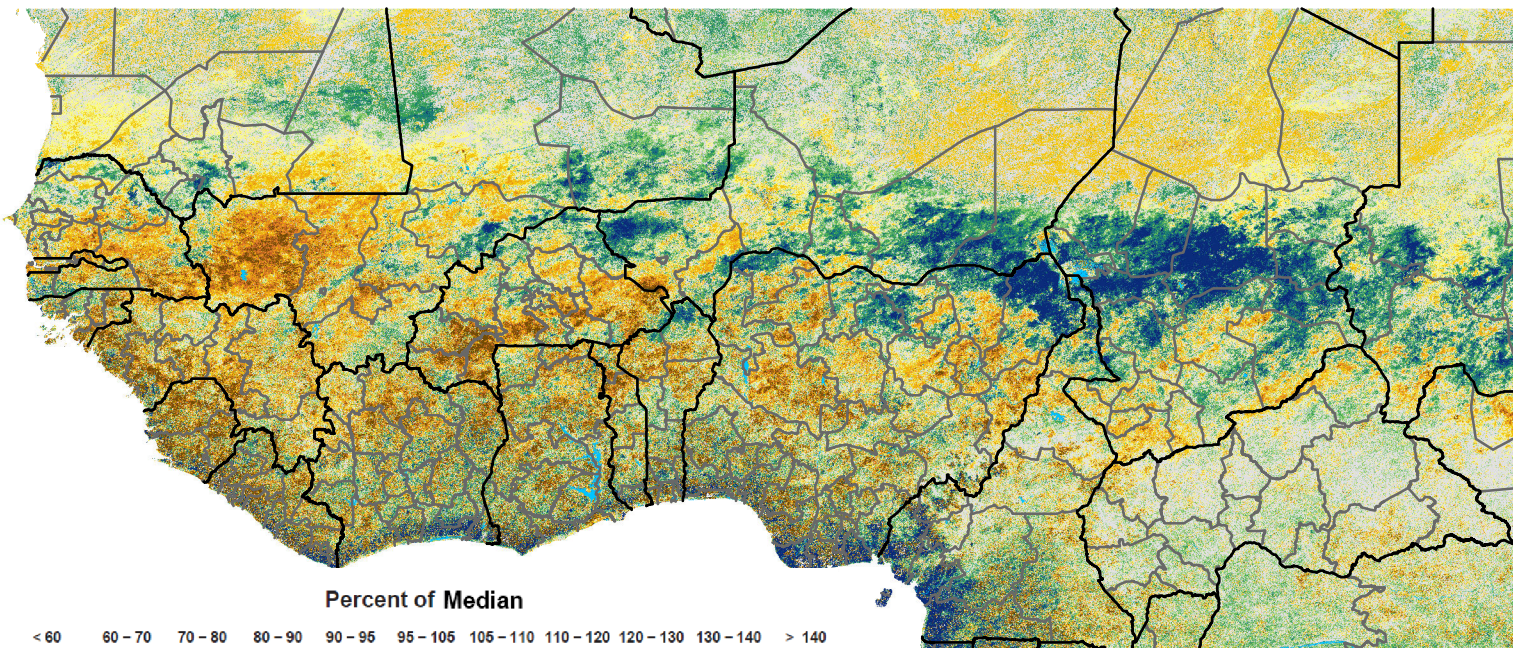 Percent of Median
< 60 60 – 70 70 – 80 80 – 90 90 – 95 95 – 105 105 – 110 110 – 120 120 – 130 130 – 140 > 140